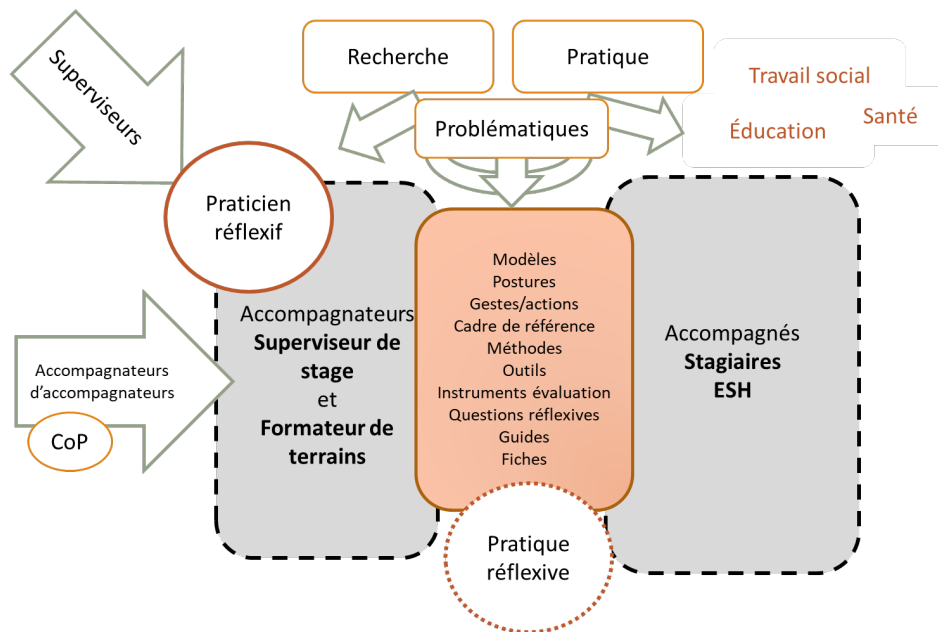 Superviseurs
Recherche
Pratique
Problématiques
Travail social
Éducation
Santé
Praticien
réflexif
Accompagnateurs
Superviseur de
stage
et
Formateur de
terrains
Accompagnateurs
d'accompagnateurs
CoP
Modèles
Postures
Gestes/actions
Cadre de référence
Méthodes
Outils
Instruments évaluation
Questions réflexives
Guides
Fiches
Accompagnés
Stagiaires
ESH
Pratique
réflexive